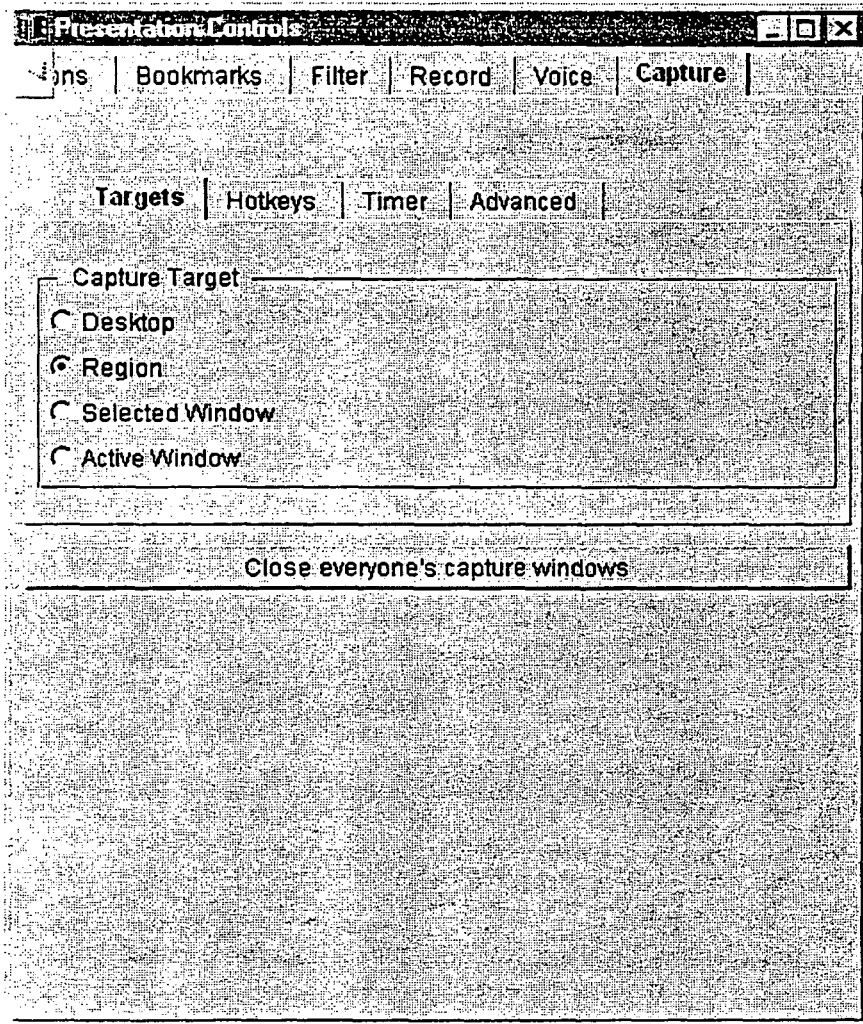 Presentation Controls
ons Bookmarks Filter Record Voice Capture
Targets Hotkeys Timer Advanced
Capture Target
Desktop
Region
Selected Window
Active Window
Close everyone's capture windows